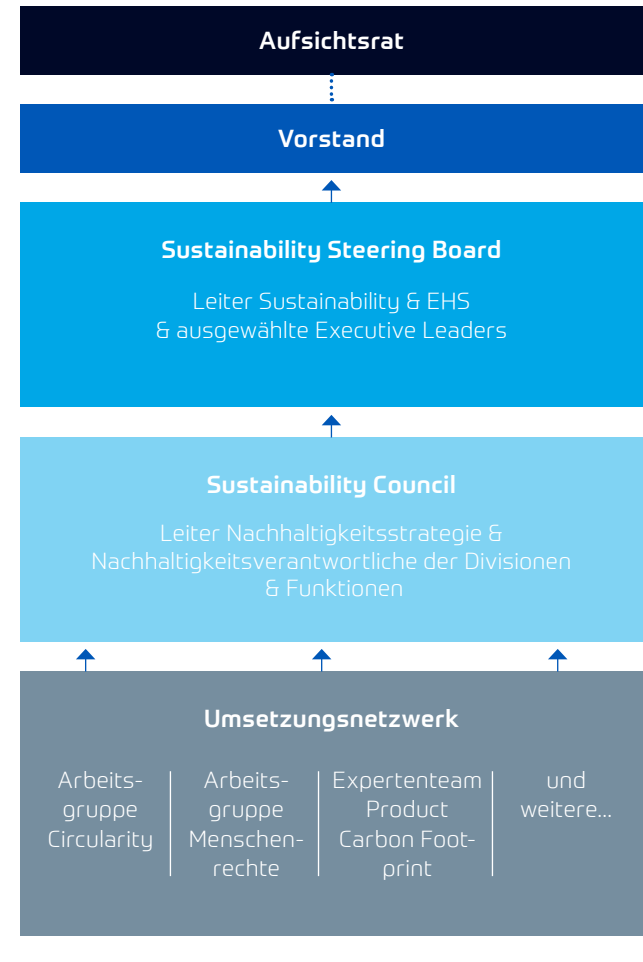 Aufsichtsrat
Vorstand
Sustainability Steering Board
Leiter Sustainability & EHS
& ausgewählte Executive Leaders
Sustainability Council
Leiter Nachhaltigkeitsstrategie &
Nachhaltigkeitsverantwortliche der Divisionen
& Funktionen
Umsetzungsnetzwerk
Arbeits-
gruppe
Circularity
Arbeits-
gruppe
Menschen-
rechte
Expertenteam
Product
Carbon Foot-
print
und
weitere...